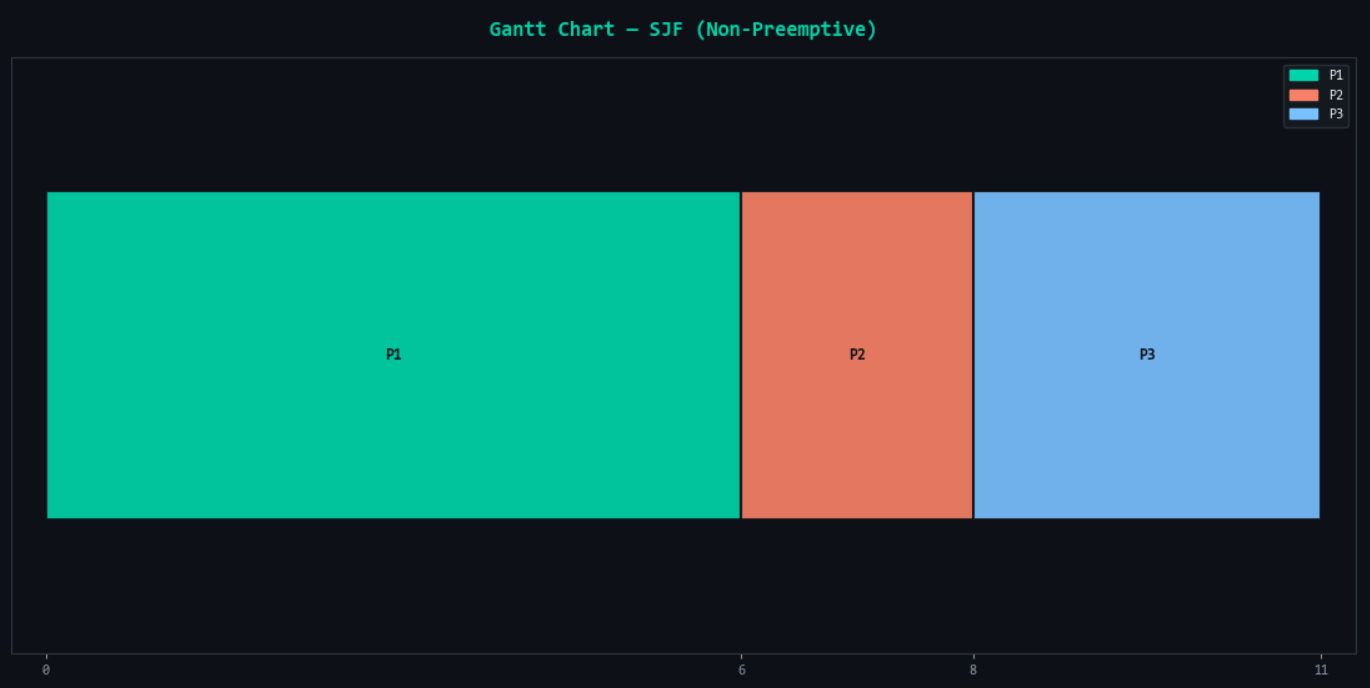 Gantt Chart — SJF (Non-Preemptive)
P1
P2
P3
P1 P2 P3
0 6 8 11